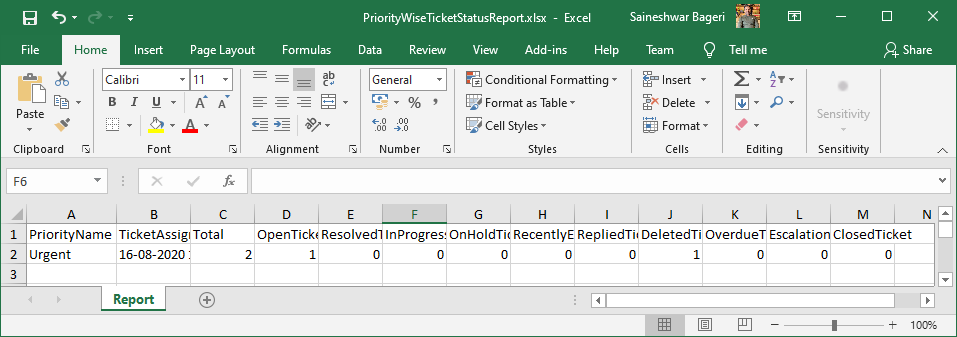 PriorityWiseTicketStatusReport.xlsx - Excel Saineshwar Bageri
File Home Insert Page Layout Formulas Data Review View Add-ins Help Team Tell me Share
Paste Calibri 11 General Conditional Formatting Insert
B I U A A ab c % , Format as Table Delete Sensitivity
A Cell Styles Format
Clipboard Font Alignment Number Styles Cells Editing Sensitivity
F6 fx
A B C D E F G H I J K L M N
1 PriorityName TicketAssig Total OpenTicke ResolvedT InProgress OnHoldTic RecentlyE RepliedTic DeletedTi OverdueT Escalation ClosedTicket
2 Urgent 16-08-2020 1 2 1 0 0 0 0 0 1 0 0 0
3
Report
100%